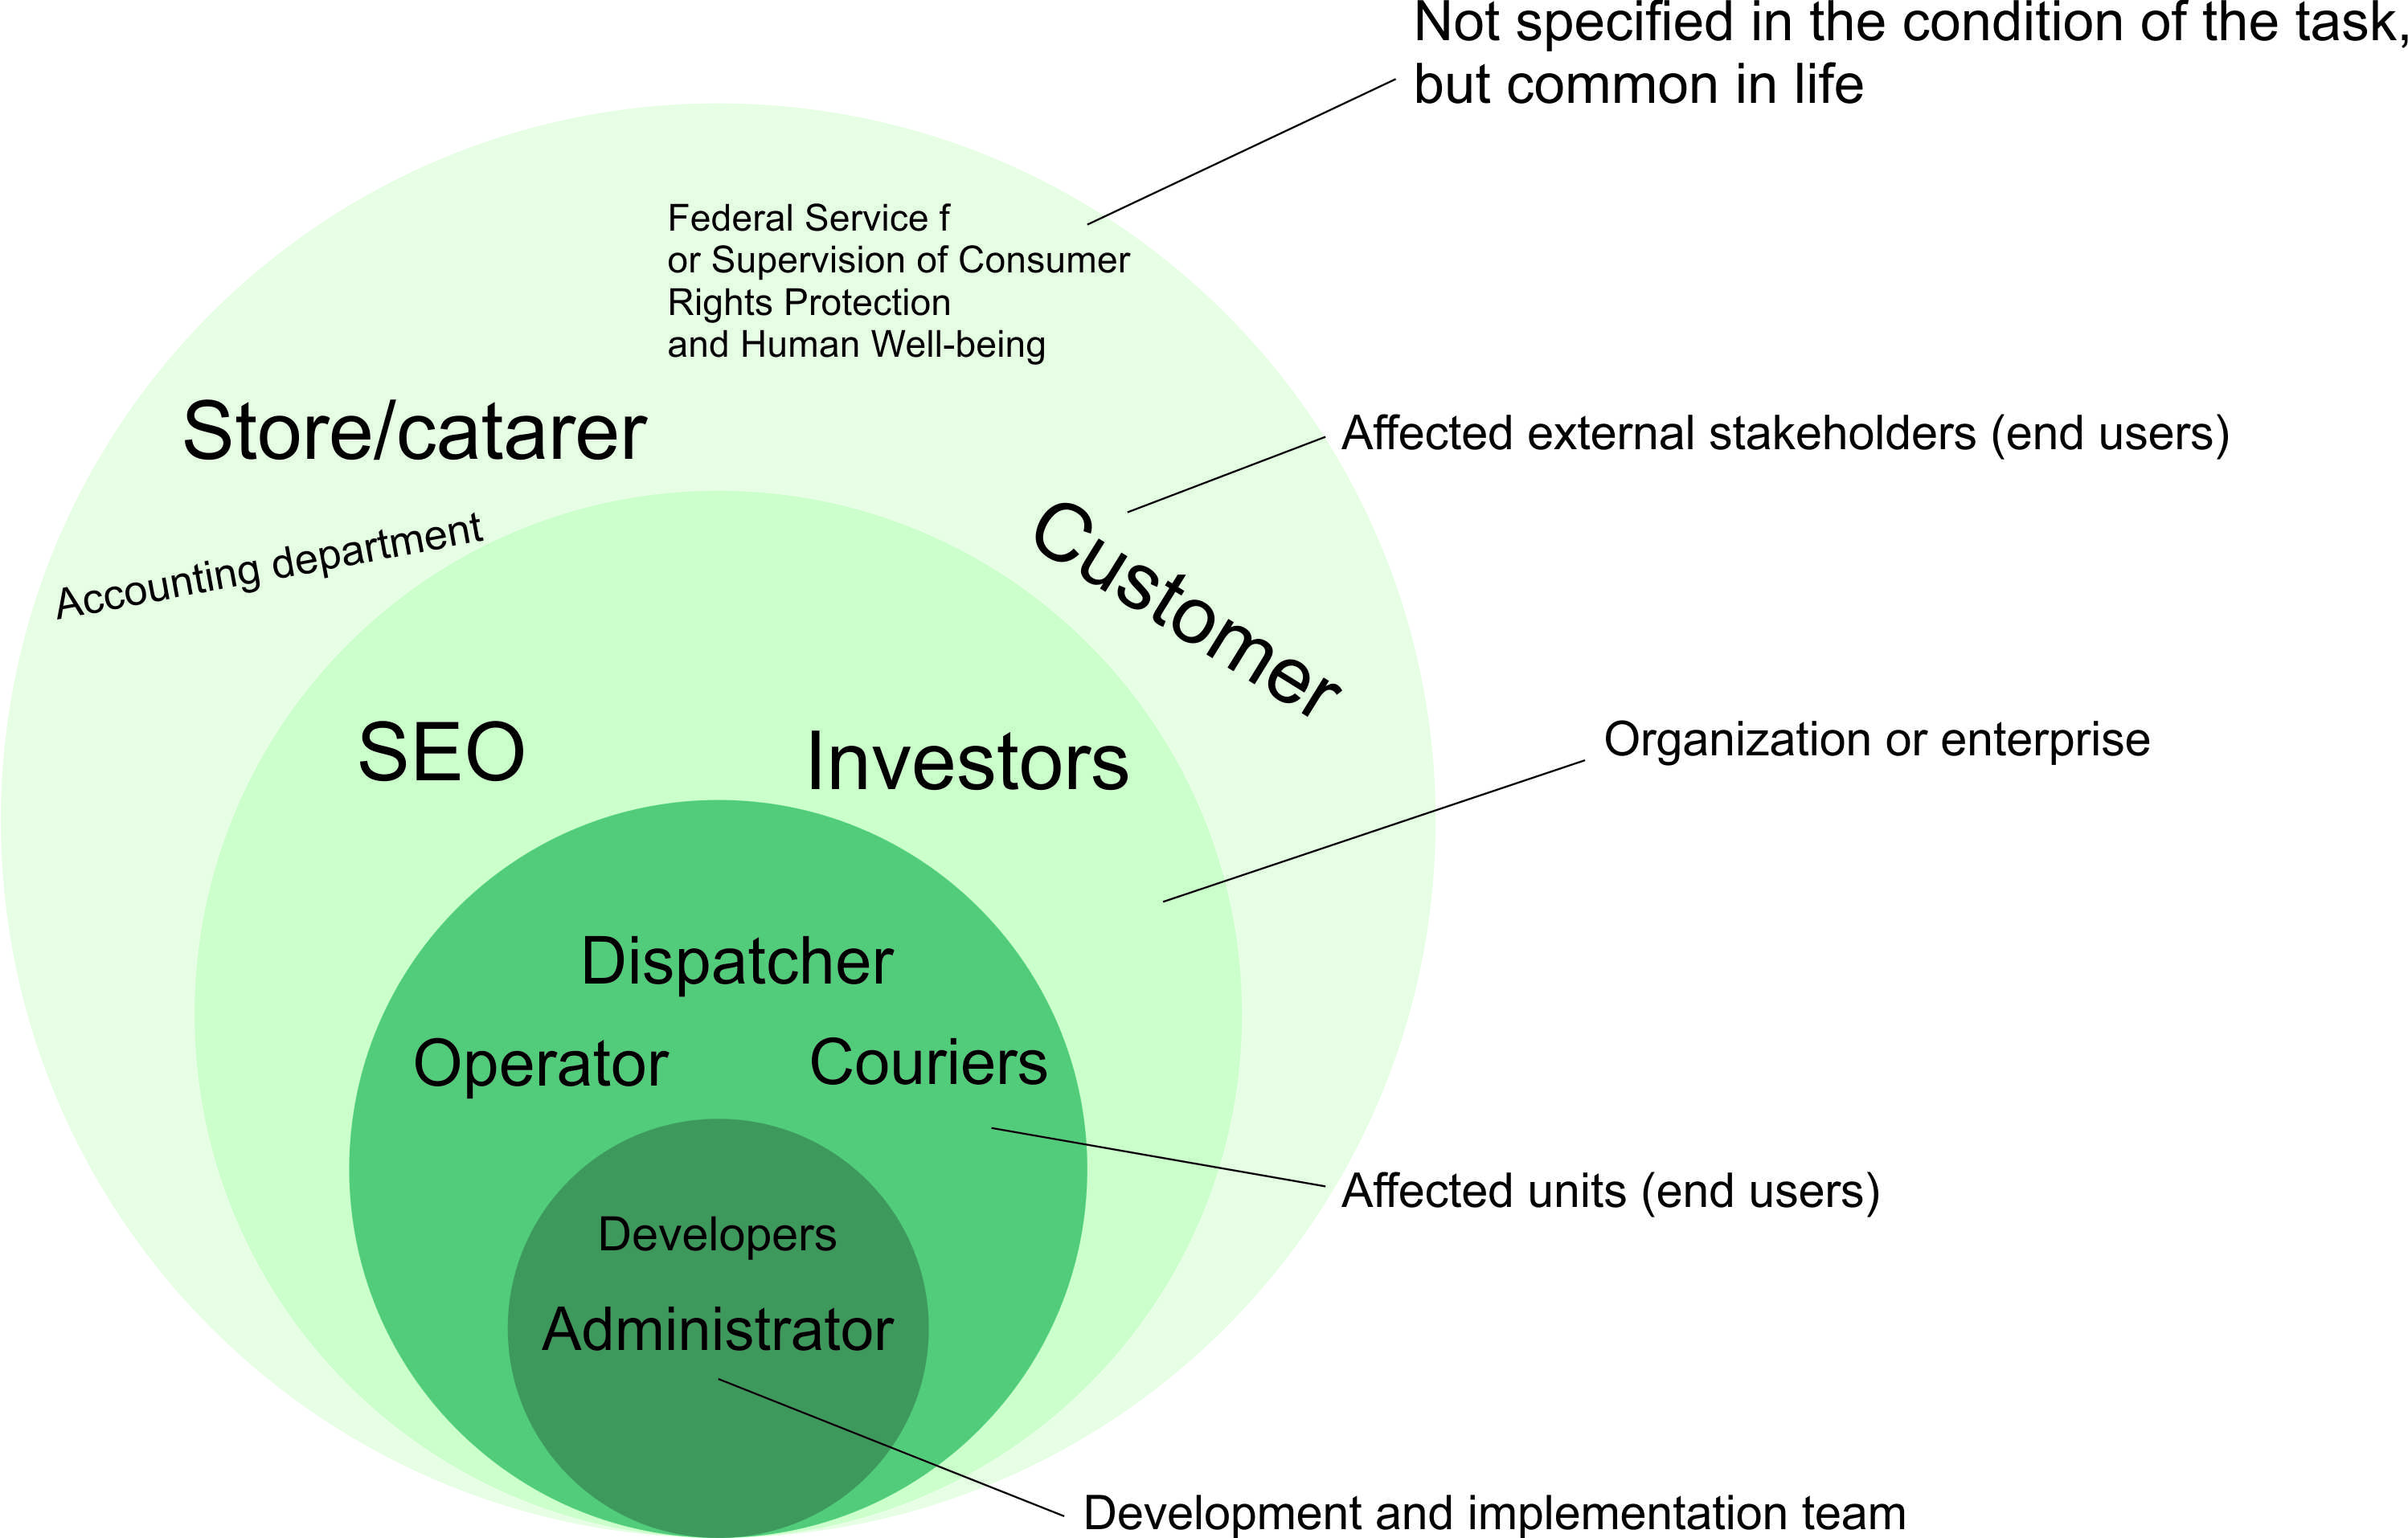 Not specified in the condition of the task,
but common in life
Federal Service f
or Supervision of Consumer
Rights Protection
and Human Well-being
Store/catarer
Affected external stakeholders (end users)
Accounting department
Customer
SEO
Investors
Organization or enterprise
Dispatcher
Operator
Couriers
Affected units (end users)
Developers
Administrator
Development and implementation team